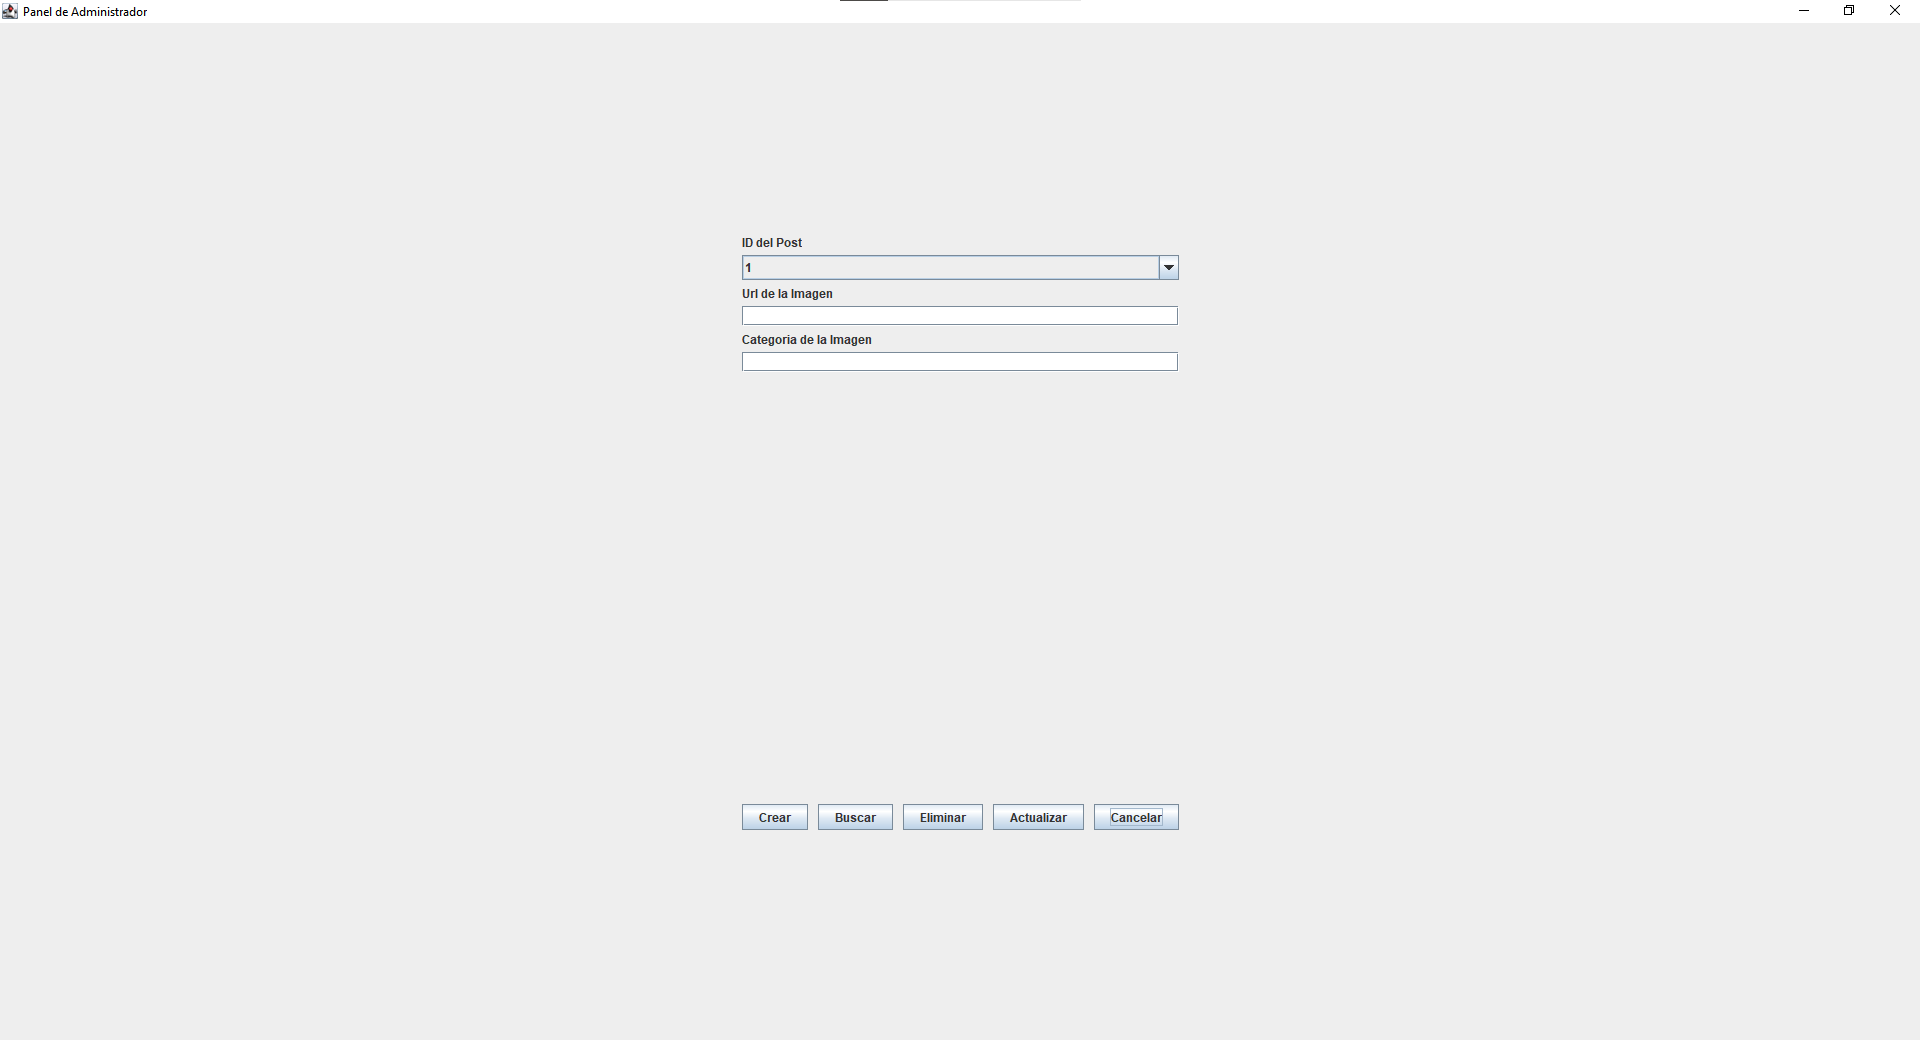 Panel de Administrador
ID del Post
1
Url de la Imagen
Categoria de la Imagen
Crear Buscar Eliminar Actualizar Cancelar